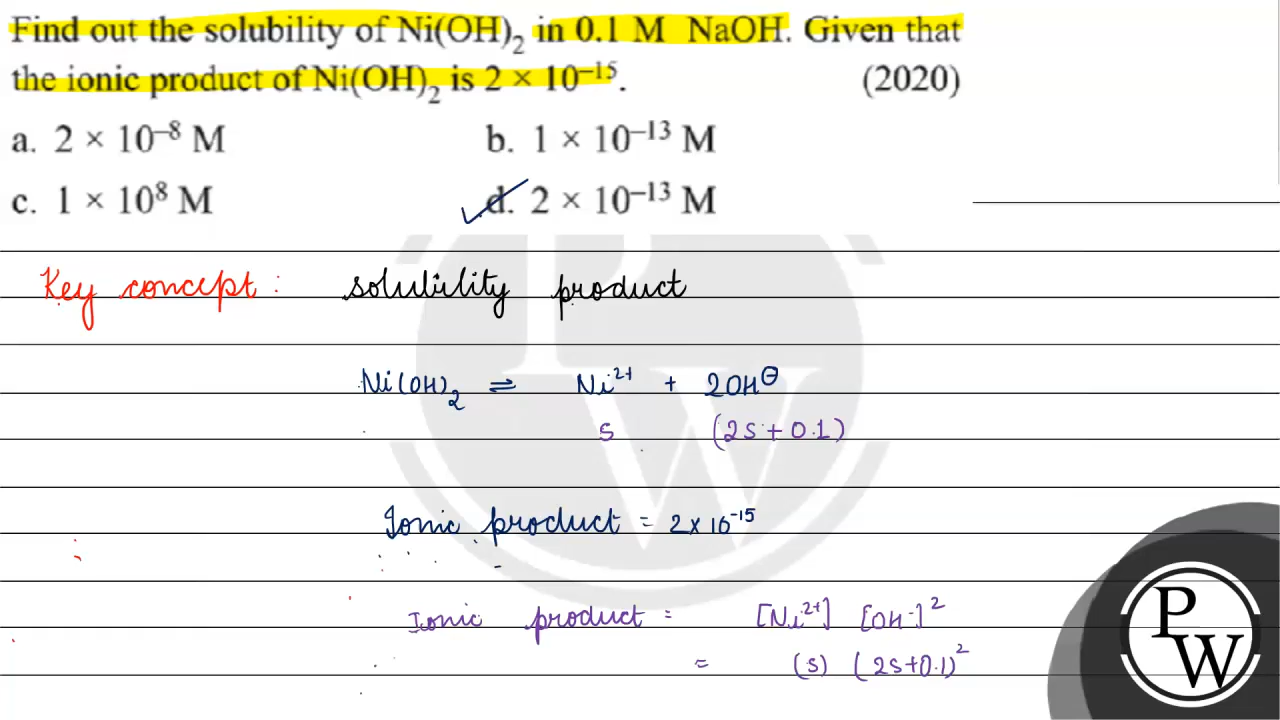 Find out the solubility of Ni(OH)₂ in 0.1 M NaOH. Given that
the ionic product of Ni(OH)₂ is 2 × 10⁻¹⁵. (2020)
a. 2 × 10⁻⁸ M b. 1 × 10⁻¹³ M
c. 1 × 10⁸ M d. 2 × 10⁻¹³ M
Key concept : solubility product
Ni(OH)₂ ⇌ Ni²⁺ + 2OH⊖
s (2s + 0.1)
Ionic product = 2 × 10⁻¹⁵
Ionic product = [Ni²⁺] [OH⁻]²
= (s) (2s+0.1)²
P
W